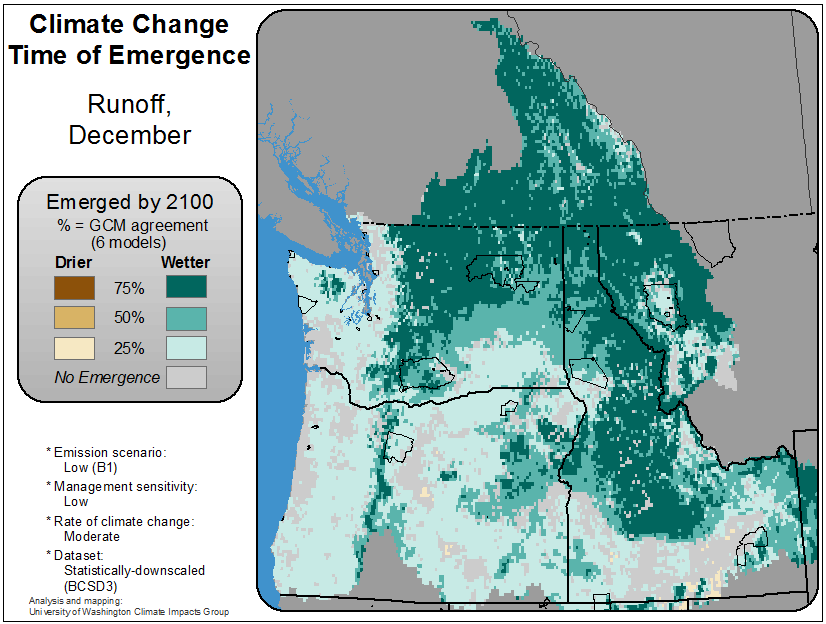 Climate Change
Time of Emergence
Runoff,
December
Emerged by 2100
% = GCM agreement
(6 models)
Drier Wetter
75%
50%
25%
No Emergence
* Emission scenario:
Low (B1)
* Management sensitivity:
Low
* Rate of climate change:
Moderate
* Dataset:
Statistically-downscaled
(BCSD3)
Analysis and mapping:
University of Washington Climate Impacts Group